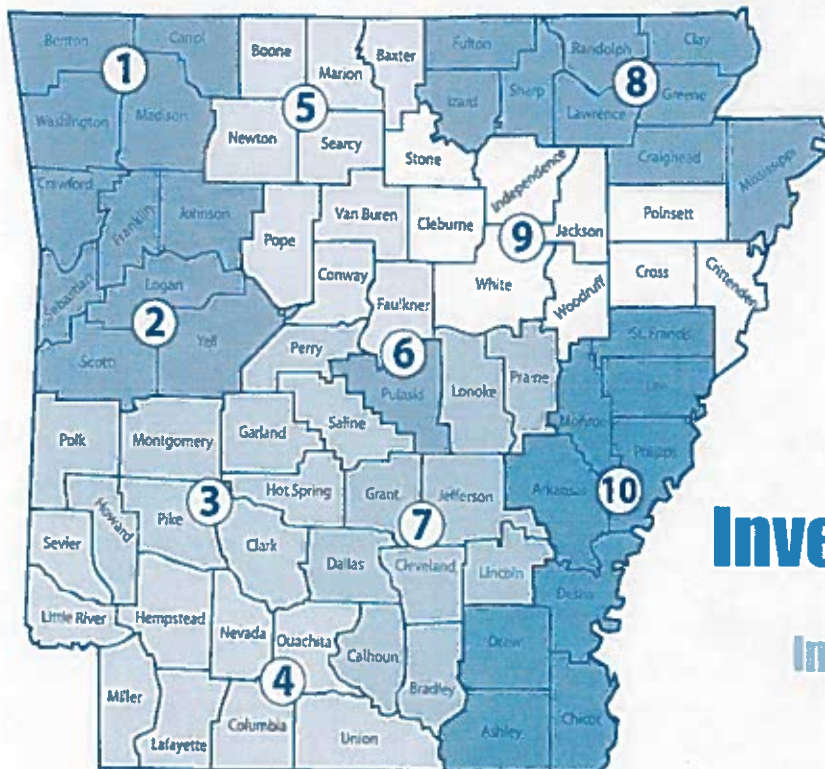 Benton
Carrol
Boone
Marion
Baxter
Fulton
Randolph
Clay
1
5
8
Izard
Sharp
Lawrence
Greene
Washington
Madison
Newton
Searcy
Stone
Independence
Craighead
Mississippi
Crawford
Franklin
Johnson
Pope
Van Buren
Cleburne
9
Jackson
Poinsett
Sebastian
Logan
Conway
Faulkner
White
Woodruff
Cross
Crittenden
2
Scott
Yell
Perry
6
Pulaski
Lonoke
Prairie
St. Francis
Lee
Monroe
Phillips
Polk
Montgomery
Garland
Saline
3
Hot Spring
Grant
Jefferson
Arkansas
10
Howard
Pike
7
Inve
Sevier
Clark
Dallas
Cleveland
Lincoln
Desha
Little River
Hempstead
Nevada
Ouachita
Calhoun
Drew
In
4
Miller
Bradley
Lafayette
Columbia
Union
Ashley
Chicot